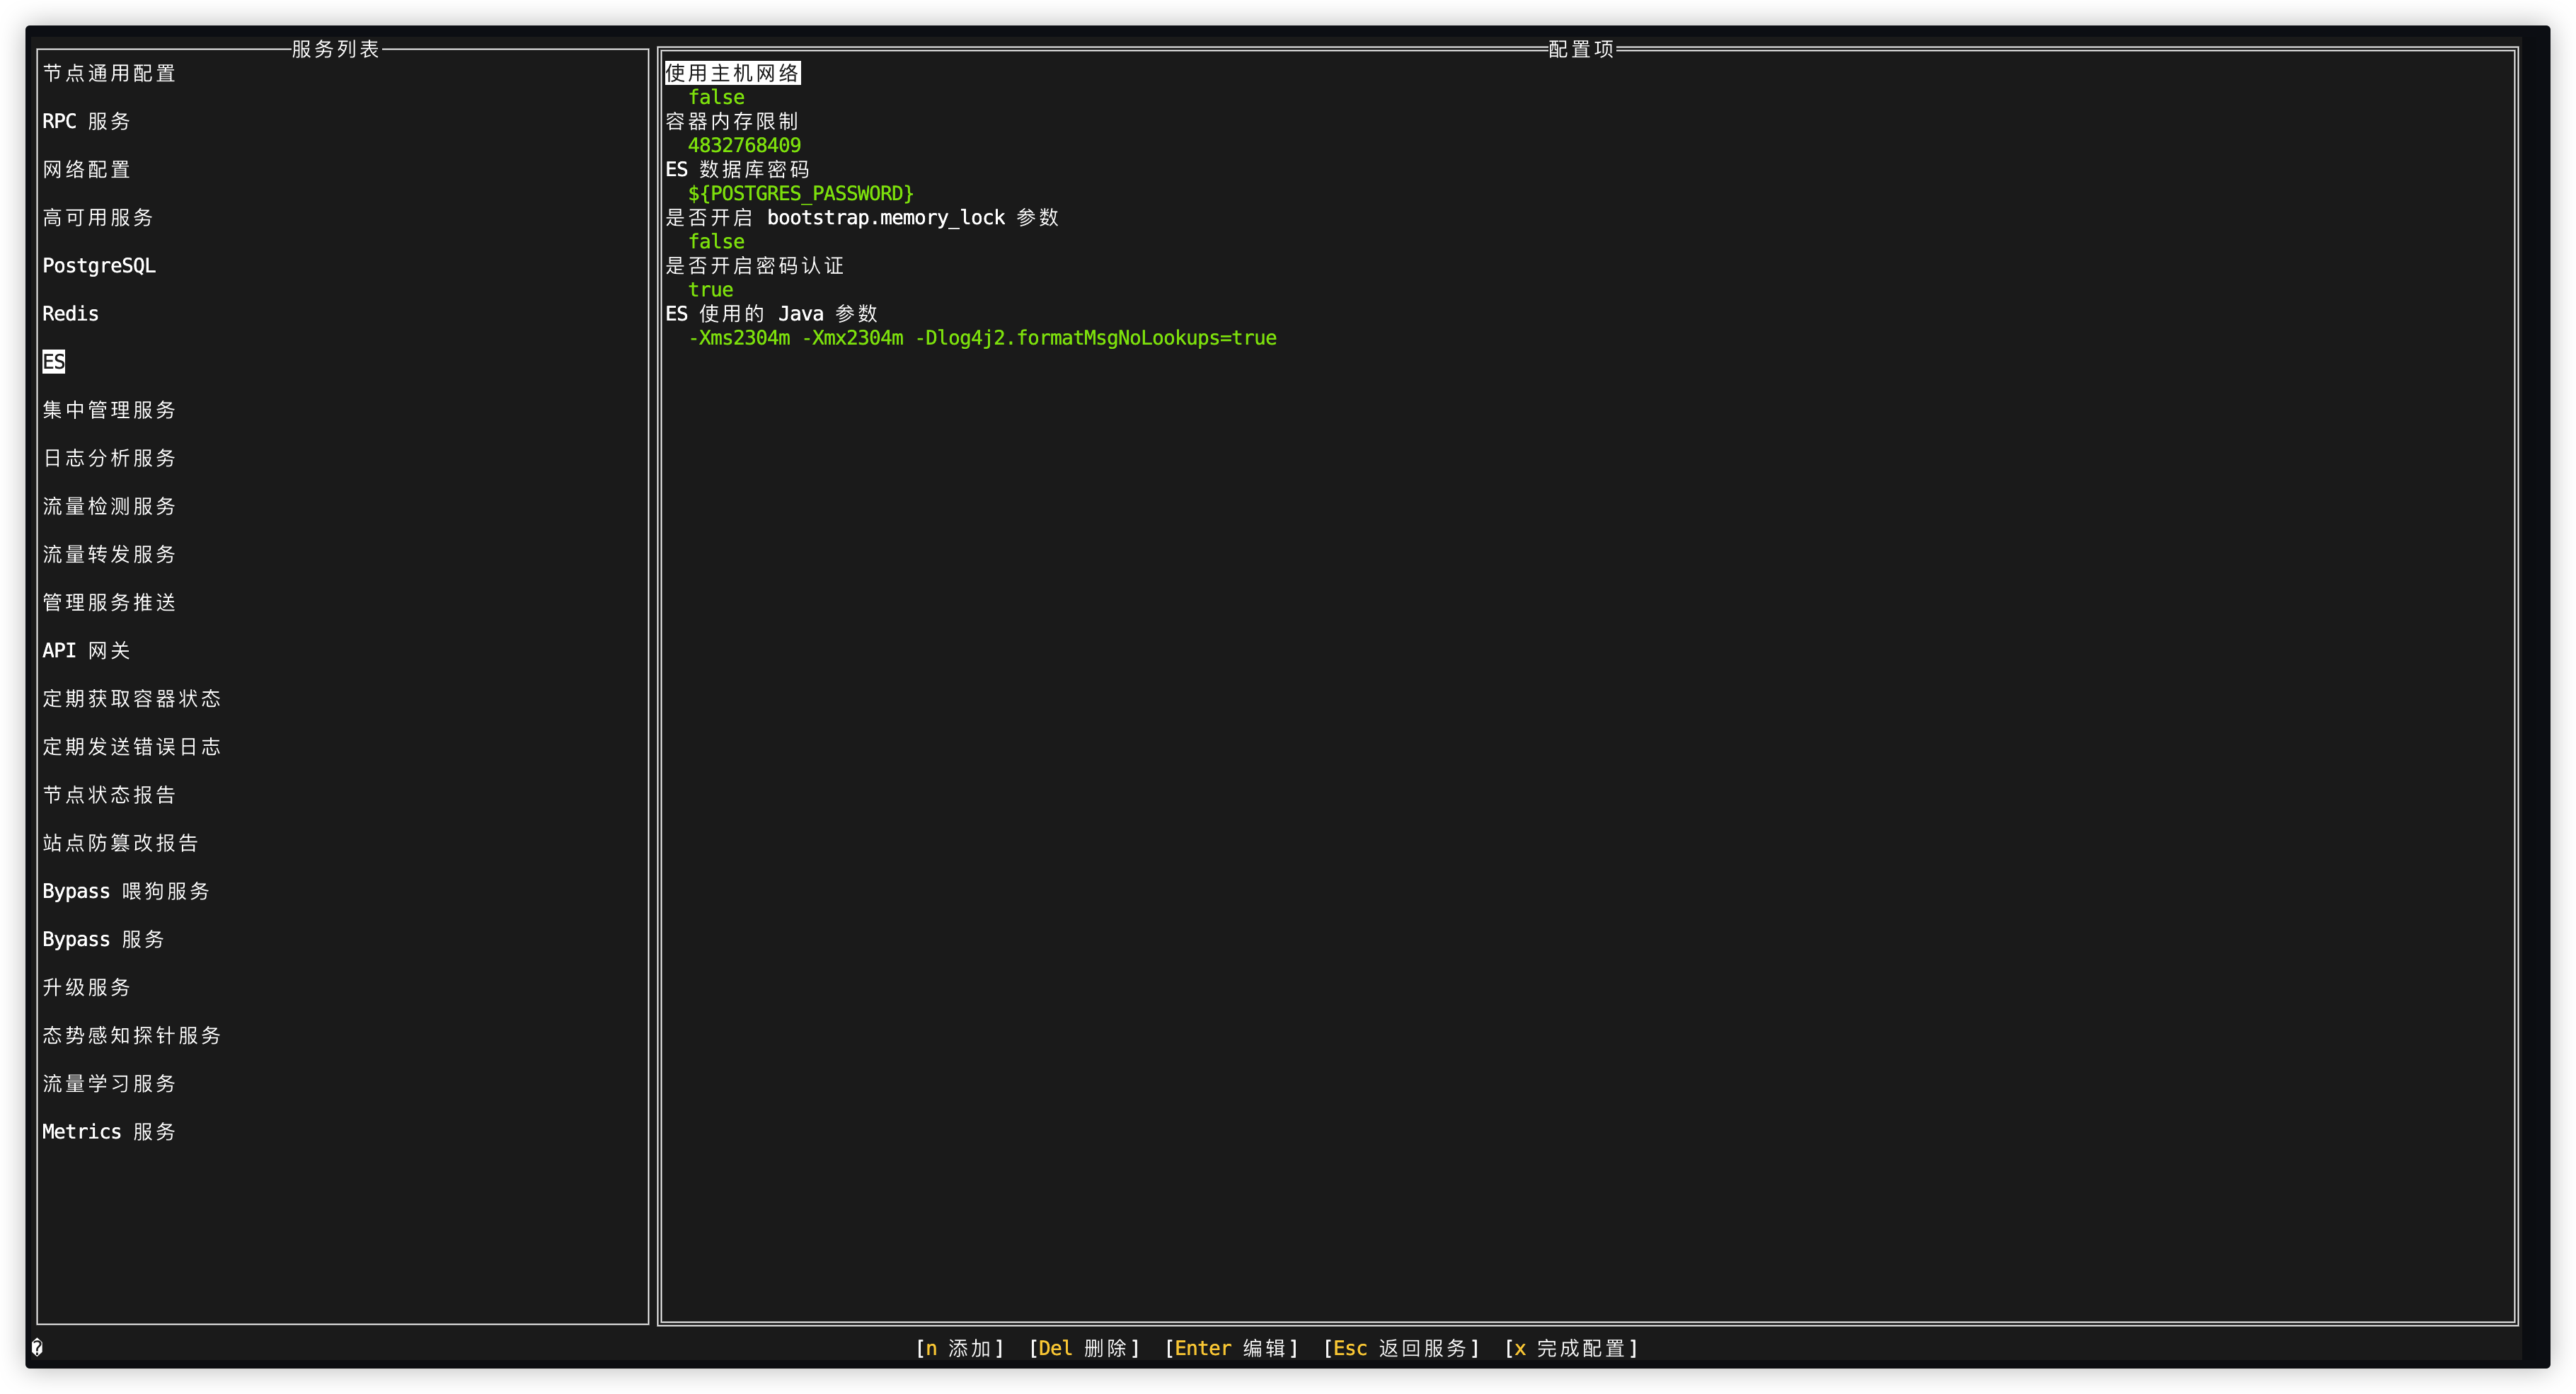 服务列表
节点通用配置
RPC 服务
网络配置
高可用服务
PostgreSQL
Redis
ES
集中管理服务
日志分析服务
流量检测服务
流量转发服务
管理服务推送
API 网关
定期获取容器状态
定期发送错误日志
节点状态报告
站点防篡改报告
Bypass 喂狗服务
Bypass 服务
升级服务
态势感知探针服务
流量学习服务
Metrics 服务
配置项
使用主机网络
false
容器内存限制
4832768409
ES 数据库密码
${POSTGRES_PASSWORD}
是否开启 bootstrap.memory_lock 参数
false
是否开启密码认证
true
ES 使用的 Java 参数
-Xms2304m -Xmx2304m -Dlog4j2.formatMsgNoLookups=true
[n 添加] [Del 删除] [Enter 编辑] [Esc 返回服务] [x 完成配置]